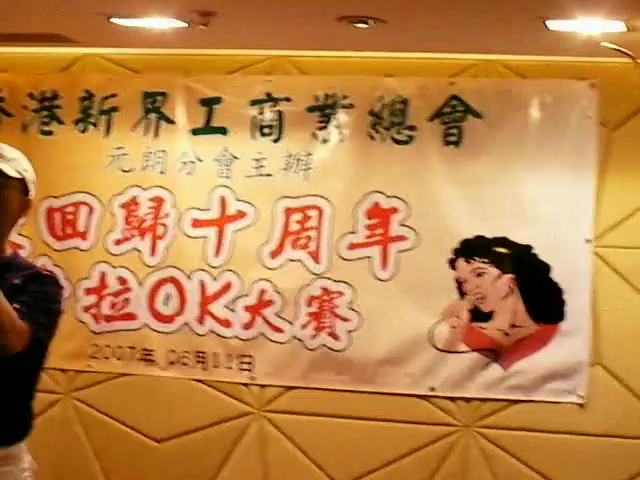 香港新界工商業總會
元朗分會主辦
回歸十周年
拉OK大賽
2007年 06月